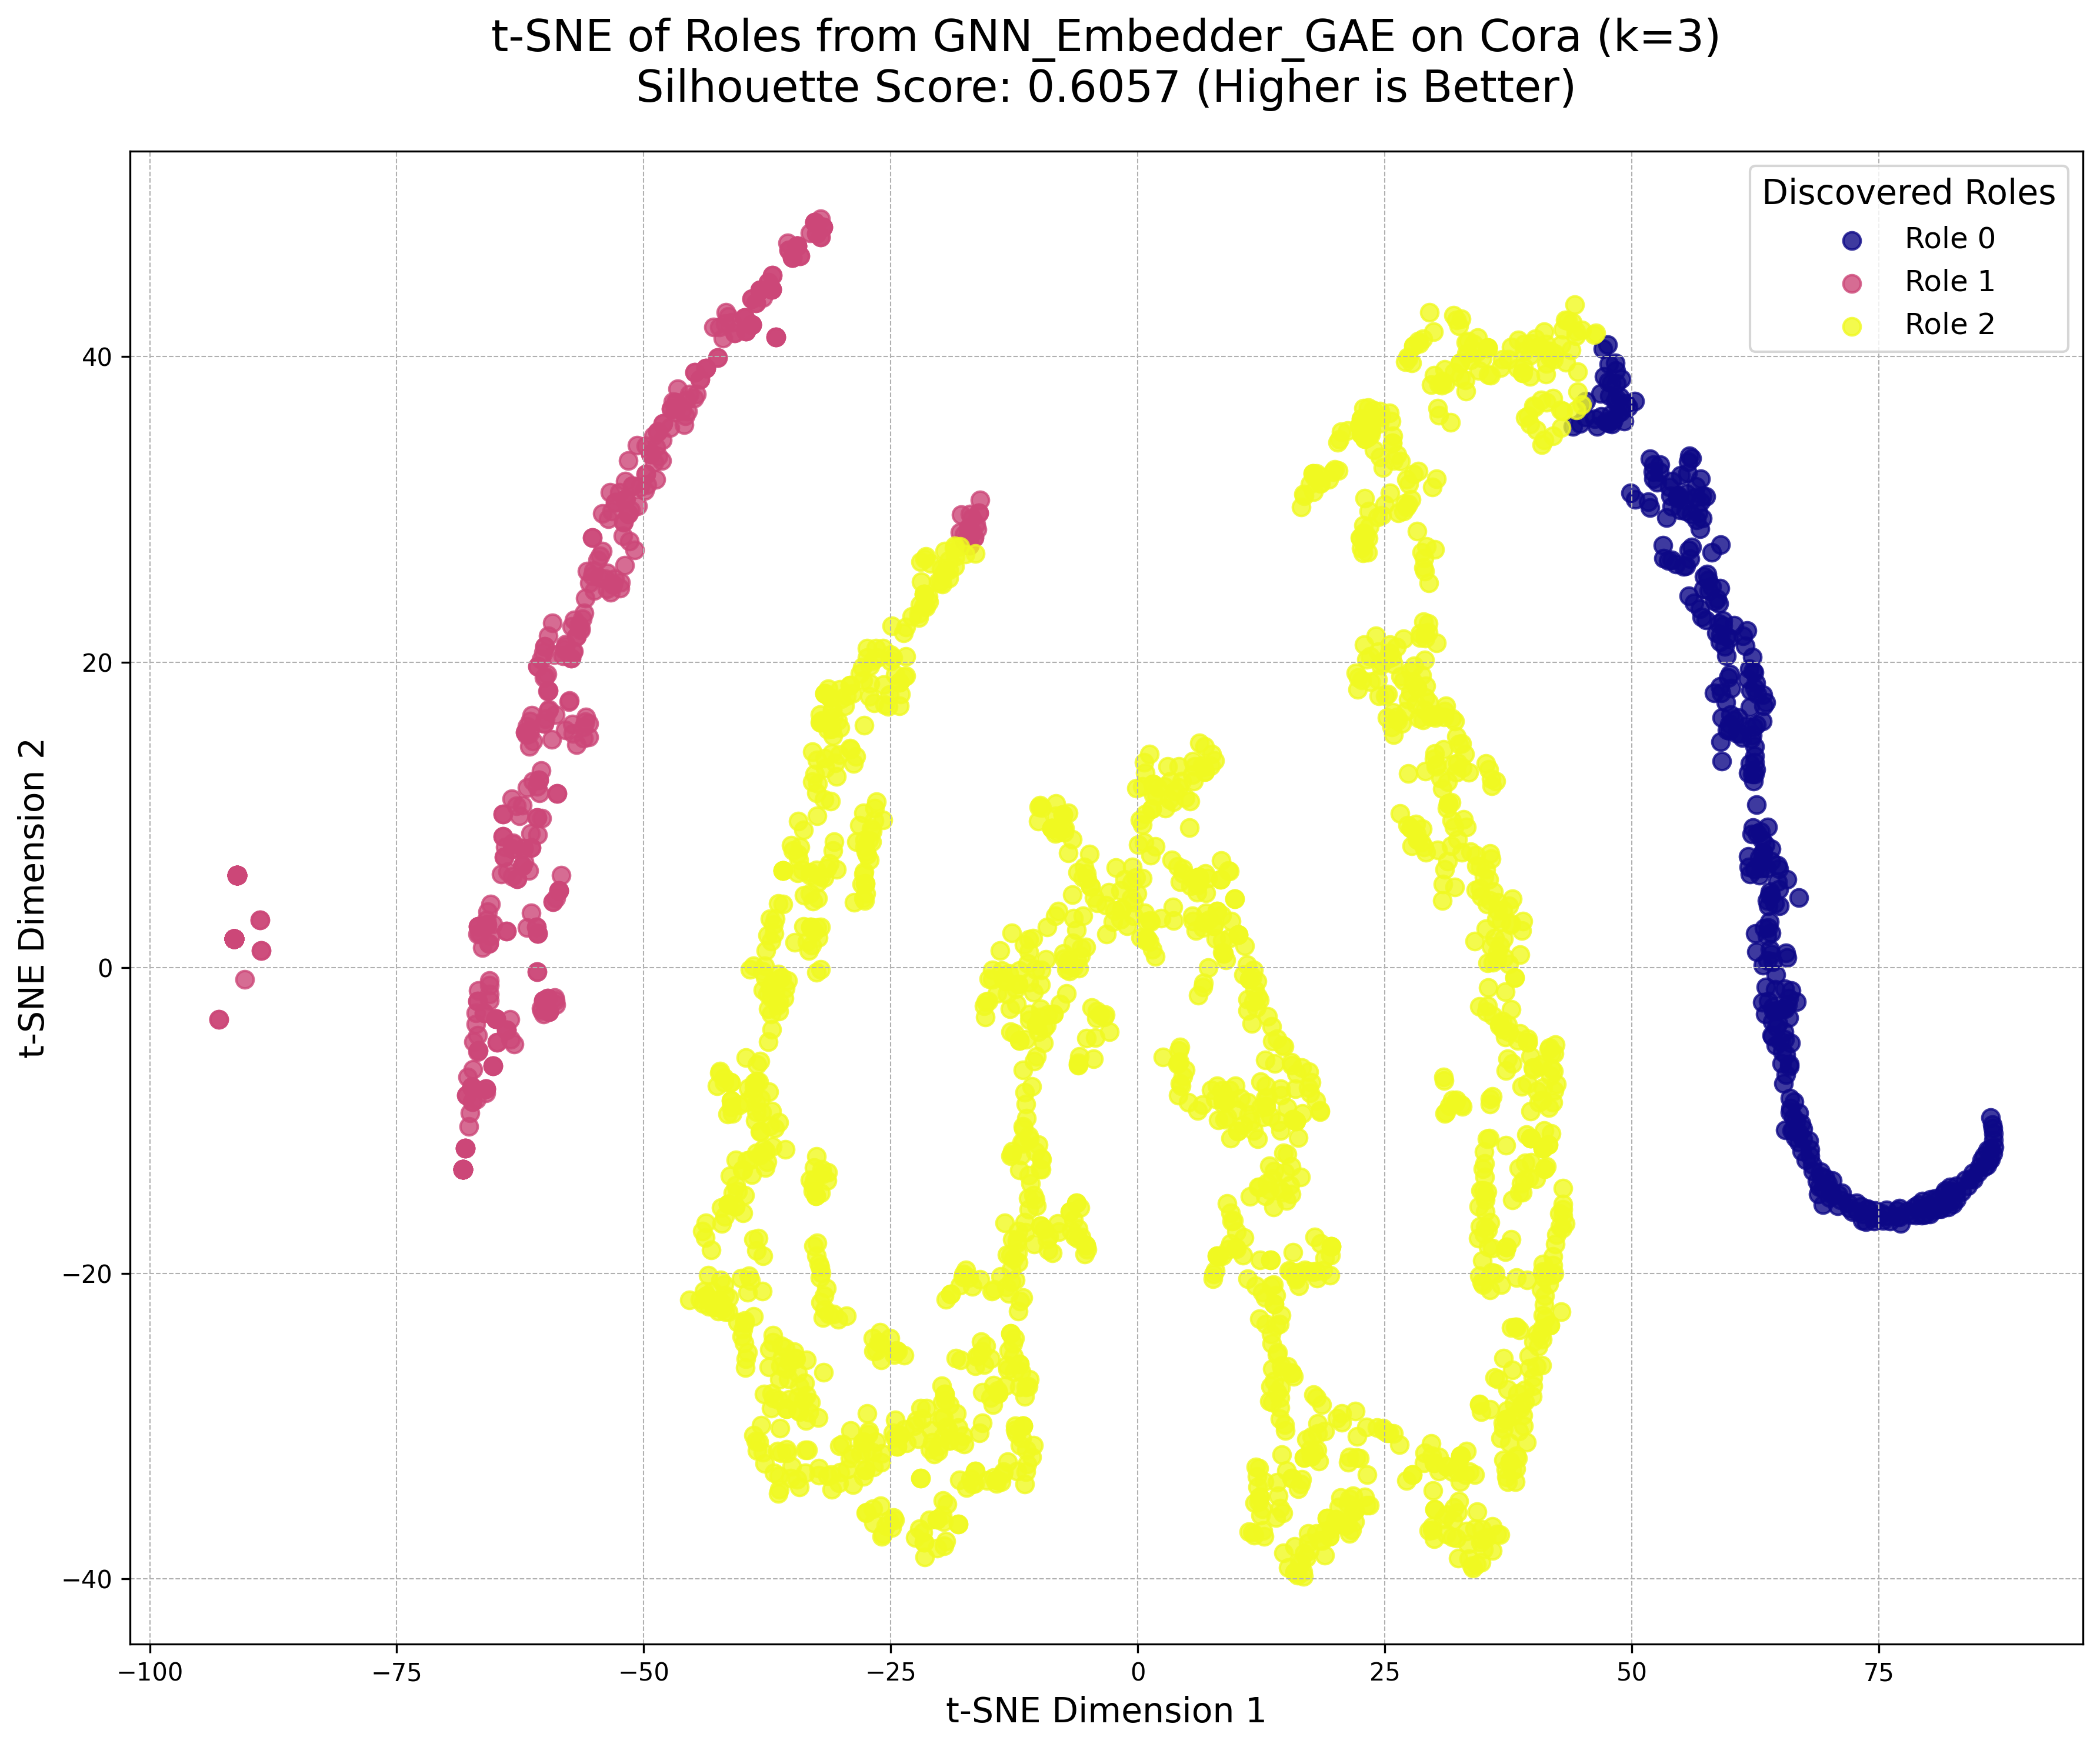 t-SNE of Roles from GNN_Embedder_GAE on Cora (k=3)
Silhouette Score: 0.6057 (Higher is Better)
Discovered Roles
Role 0
Role 1
Role 2
40
20
0
−20
−40
t-SNE Dimension 2
−100
−75
−50
−25
0
25
50
75
t-SNE Dimension 1